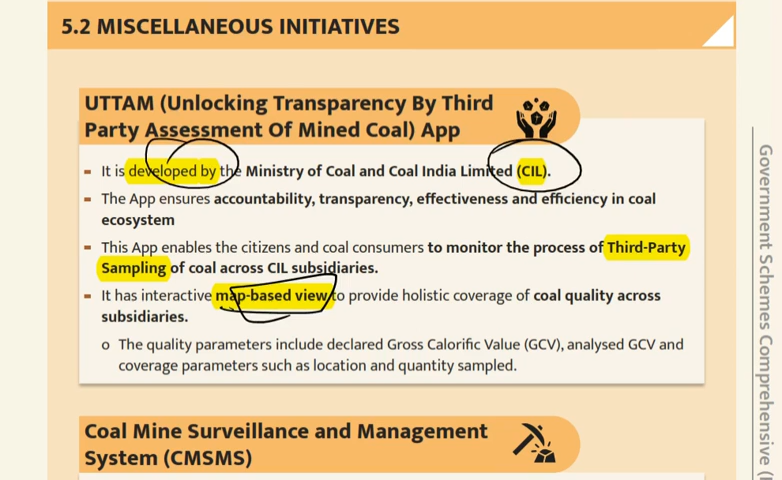 5.2 MISCELLANEOUS INITIATIVES
UTTAM (Unlocking Transparency By Third
Party Assessment Of Mined Coal) App
It is developed by the Ministry of Coal and Coal India Limited (CIL).
The App ensures accountability, transparency, effectiveness and efficiency in coal
ecosystem
This App enables the citizens and coal consumers to monitor the process of Third-Party
Sampling of coal across CIL subsidiaries.
It has interactive map-based view to provide holistic coverage of coal quality across
subsidiaries.
o The quality parameters include declared Gross Calorific Value (GCV), analysed GCV and
coverage parameters such as location and quantity sampled.
Coal Mine Surveillance and Management
System (CMSMS)
Government Schemes Comprehensive (